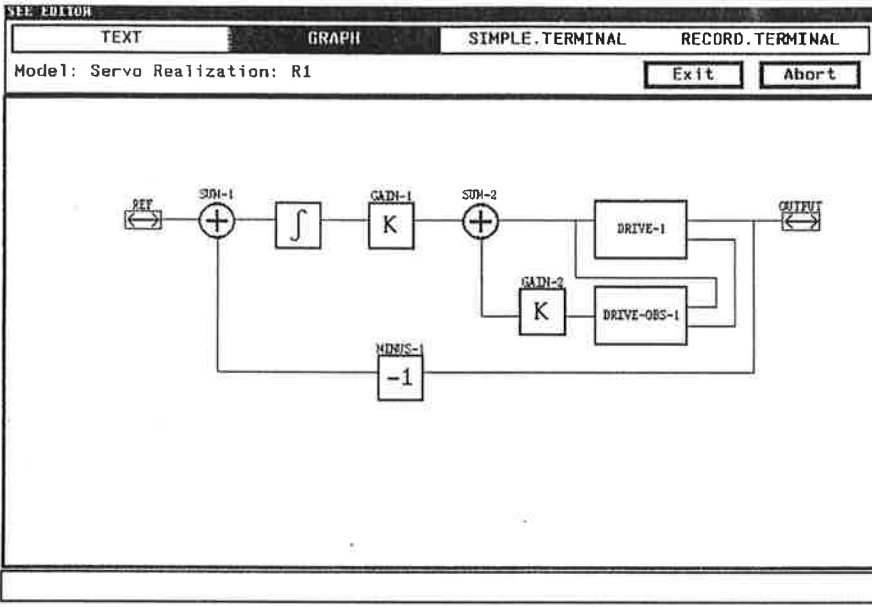 SEE EDITOR
TEXT GRAPH SIMPLE.TERMINAL RECORD.TERMINAL
Model: Servo Realization: R1 Exit Abort
REF SUM-1 GAIN-1 SUM-2 OUTPUT
∫ K DRIVE-1
GAIN-2
K DRIVE-OBS-1
MINUS-1
-1